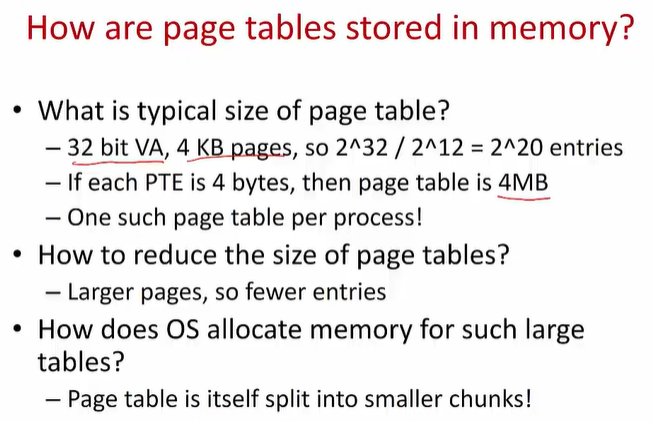 How are page tables stored in memory?
• What is typical size of page table?
– 32 bit VA, 4 KB pages, so 2^32 / 2^12 = 2^20 entries
– If each PTE is 4 bytes, then page table is 4MB
– One such page table per process!
• How to reduce the size of page tables?
– Larger pages, so fewer entries
• How does OS allocate memory for such large
tables?
– Page table is itself split into smaller chunks!